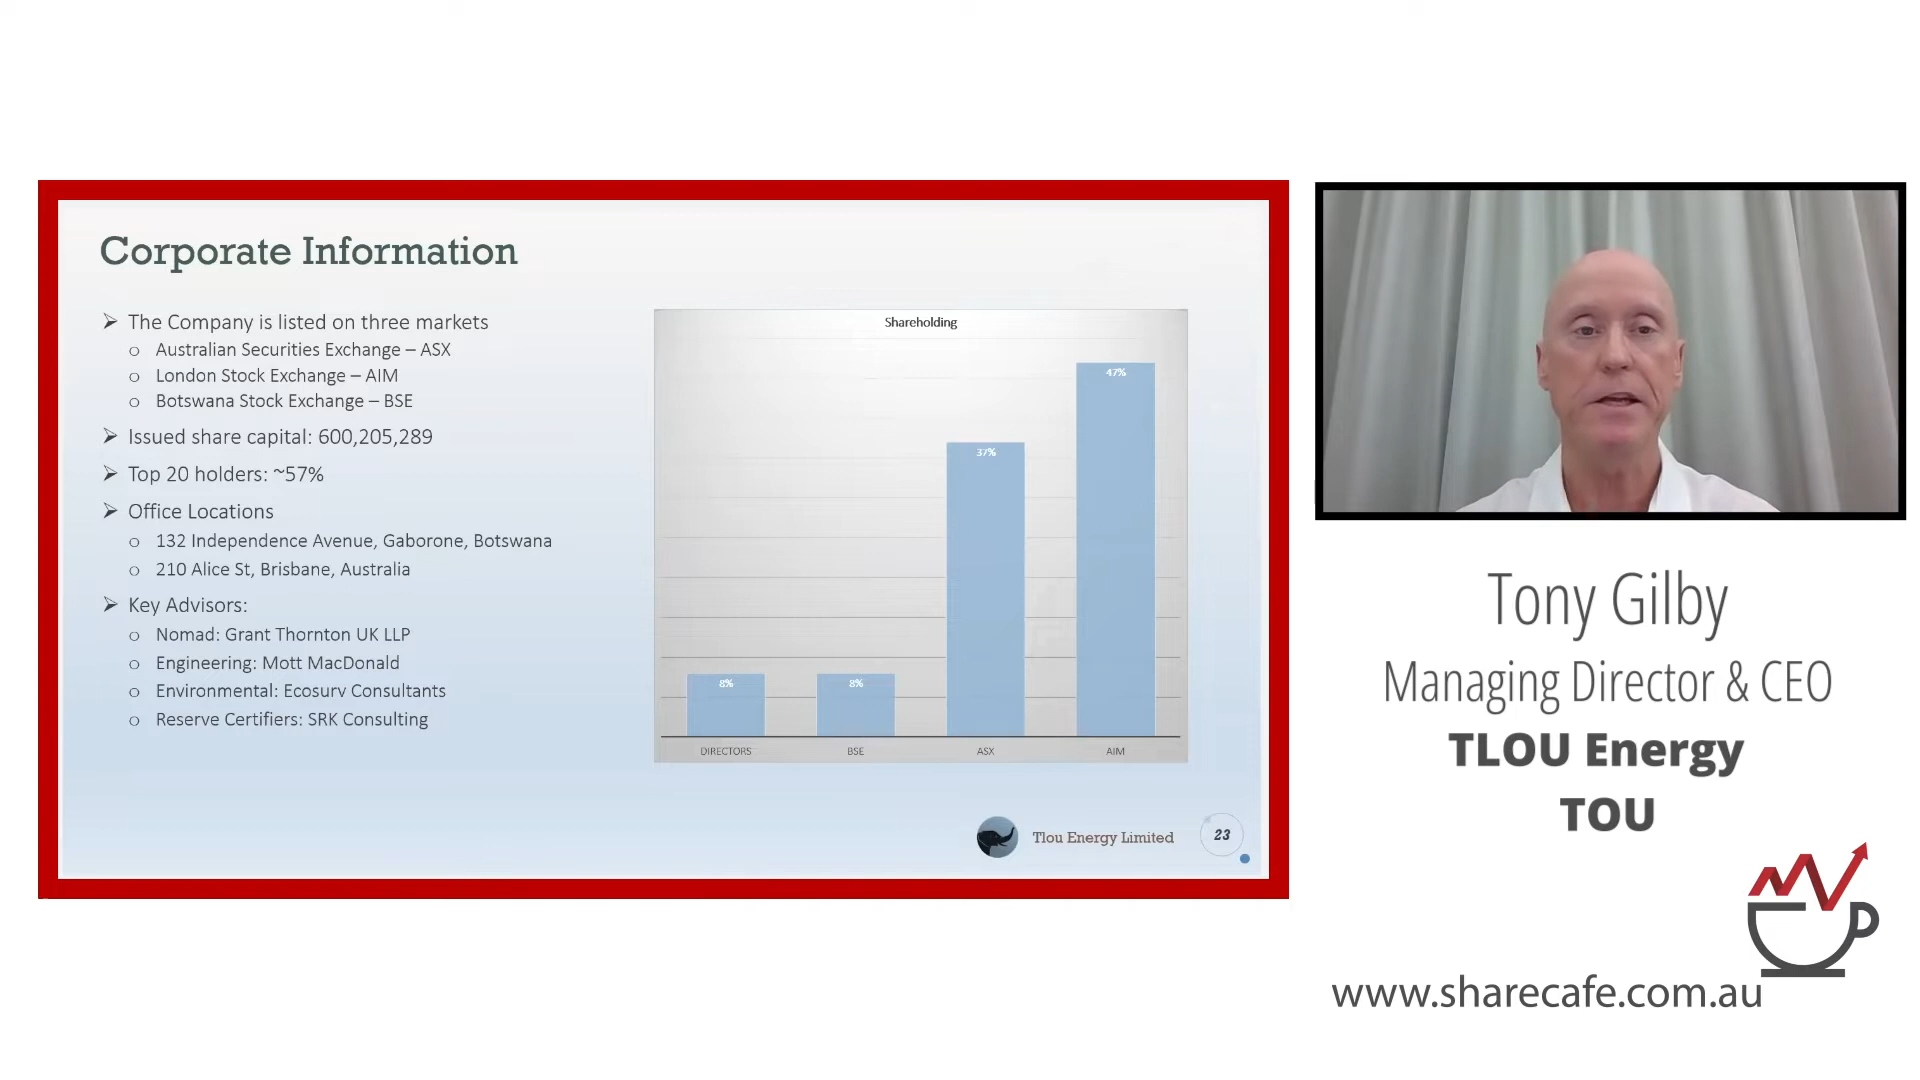 Corporate Information
The Company is listed on three markets
Australian Securities Exchange – ASX
London Stock Exchange – AIM
Botswana Stock Exchange – BSE
Issued share capital: 600,205,289
Top 20 holders: ~57%
Office Locations
132 Independence Avenue, Gaborone, Botswana
210 Alice St, Brisbane, Australia
Key Advisors:
Nomad: Grant Thornton UK LLP
Engineering: Mott MacDonald
Environmental: Ecosurv Consultants
Reserve Certifiers: SRK Consulting
Shareholding
47%
37%
8% 8%
DIRECTORS BSE ASX AIM
Tlou Energy Limited 23
Tony Gilby
Managing Director & CEO
TLOU Energy
TOU
www.sharecafe.com.au